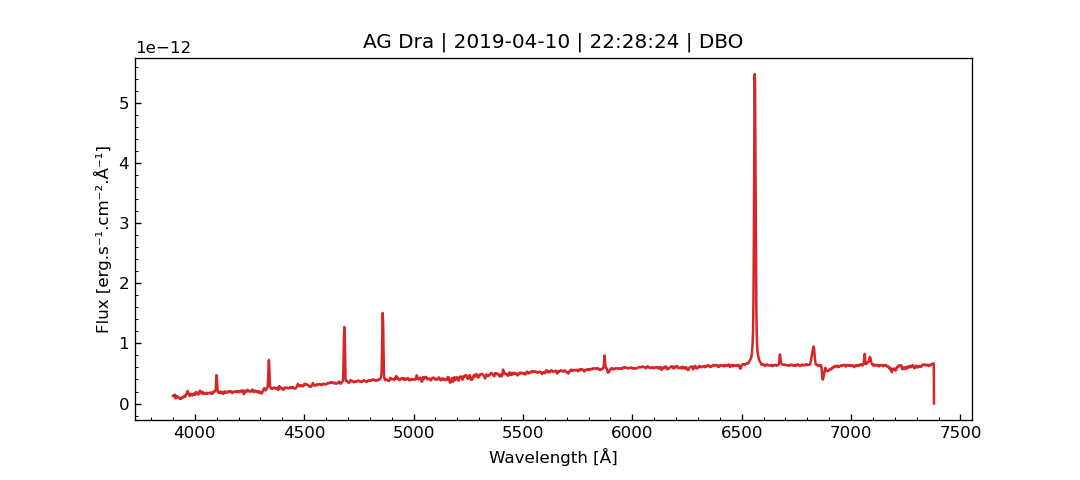 AG Dra | 2019-04-10 | 22:28:24 | DBO
1e−12
5
4
3
2
1
0
Flux [erg.s⁻¹.cm⁻².Å⁻¹]
4000 4500 5000 5500 6000 6500 7000 7500
Wavelength [Å]